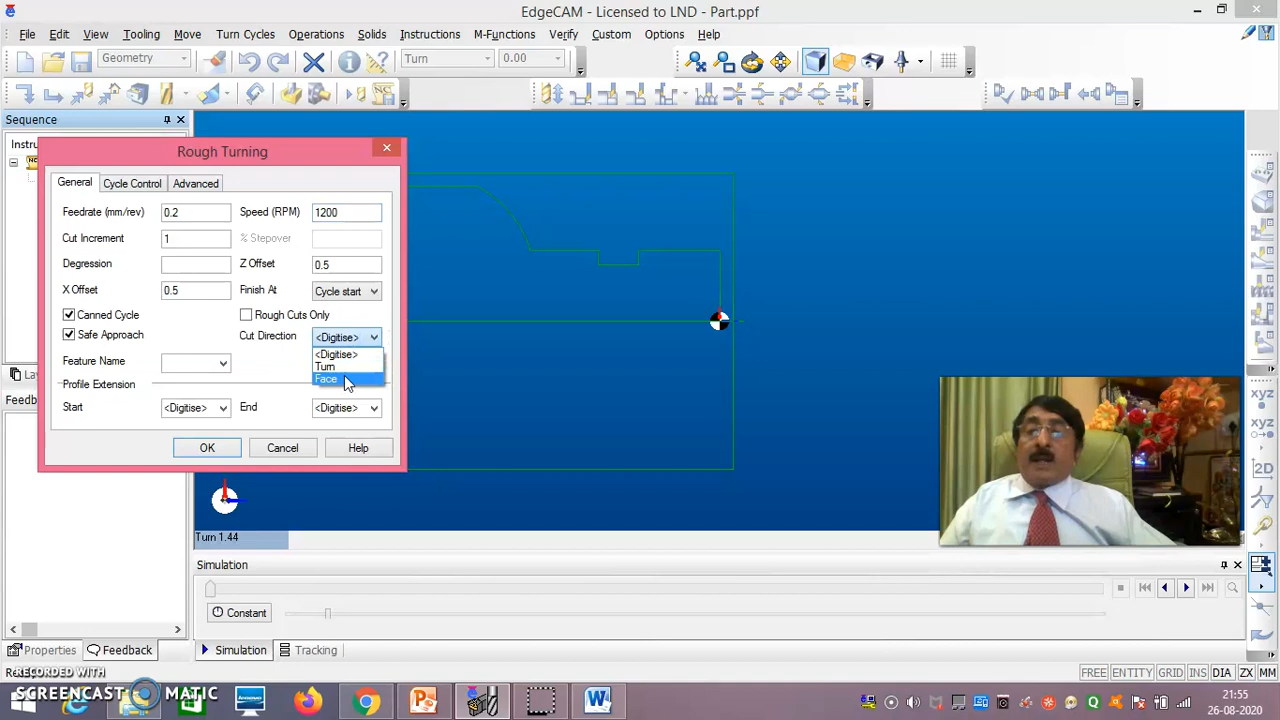 EdgeCAM - Licensed to LND - Part.ppf
File Edit View Tooling Move Turn Cycles Operations Solids Instructions M-Functions Verify Custom Options Help
Geometry Turn 0.00
Sequence
Instru
Rough Turning
General Cycle Control Advanced
Feedrate (mm/rev) 0.2 Speed (RPM) 1200
Cut Increment 1 % Stepover
Degression Z Offset 0.5
X Offset 0.5 Finish At Cycle start
Canned Cycle Rough Cuts Only
Safe Approach Cut Direction <Digitise>
<Digitise>
Turn
Face
Feature Name
Profile Extension
Start <Digitise> End <Digitise>
OK Cancel Help
Lay
Feedb
Turn 1.44
Simulation
Constant
Properties Feedback Simulation Tracking
2D
FREE ENTITY GRID INS DIA ZX MM
RECORDED WITH
SCREENCAST MATIC
21:55
26-08-2020